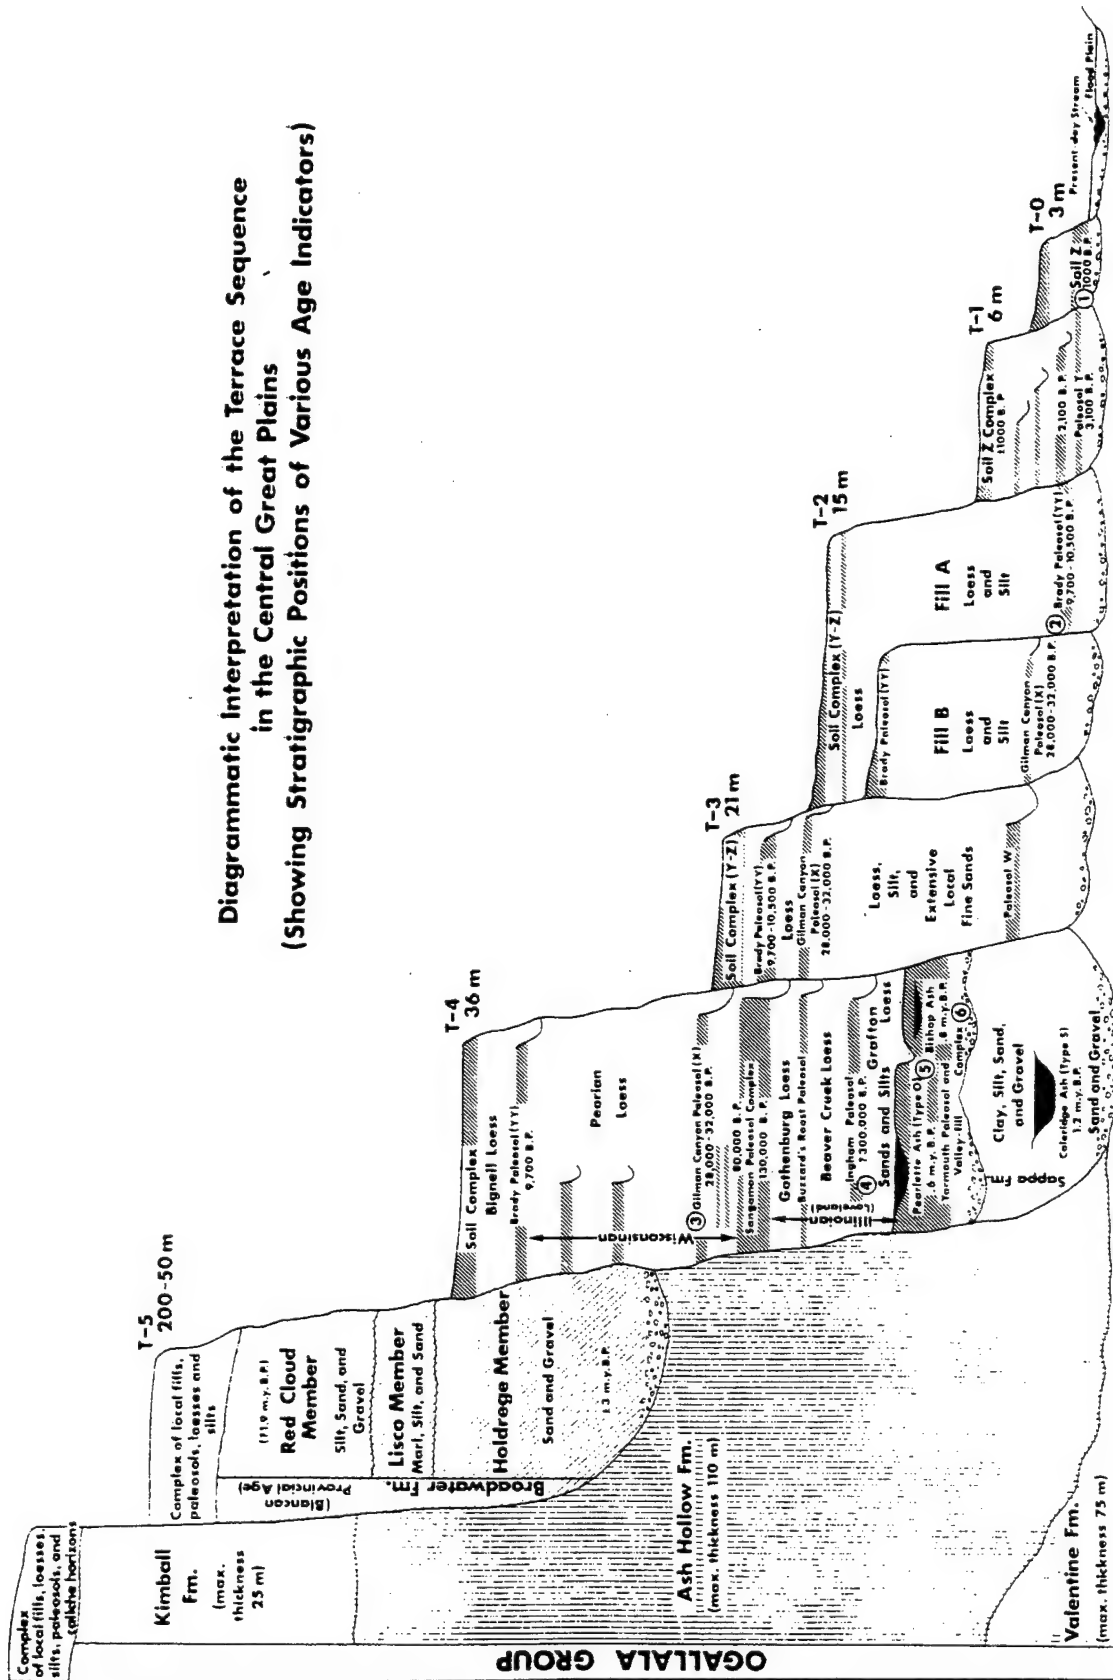 Diagrammatic Interpretation of the Terrace Sequence
in the Central Great Plains
(Showing Stratigraphic Positions of Various Age Indicators)
Complex
of local fills, loesses,
silts, paleosols, and
caliche horizons
Kimball
Fm.
(max.
thickness
25 m)
OGALLALA GROUP
Ash Hollow Fm.
(max. thickness 110 m)
Valentine Fm.
(max. thickness 75 m)
T-5
200-50 m
Complex of local fills,
paleosols, loesses and
silts
(?1.9 m.y. B.P.)
Red Cloud
Member
Silt, Sand, and
Gravel
Lisco Member
Marl, Silt, and Sand
Holdrege Member
Sand and Gravel
±3 m.y. B.P.
(Blancan
Provincial Age)
Broadwater Fm.
T-4
36 m
Soil Complex
Bignell Loess
Brady Paleosol (YY)
9,700 B.P.
Peorian
Loess
Wisconsinan
③ Gilman Canyon Paleosol (X)
28,000-32,000 B.P.
80,000 B.P.
Sangamon Paleosol Complex
130,000 B.P.
Gothenburg Loess
Buzzard's Roost Paleosol
Beaver Creek Loess
Illinoian
(Loveland)
Ingham Paleosol
④ ?300,000 B.P.
Grafton
Sands and Silts Loess
Pearlette Ash (Type O)
.6 m.y. B.P.
⑤ Bishop Ash
Yarmouth Paleosol and .8 m.y. B.P.
Valley-fill Complex ⑥
Sappa Fm.
Clay, Silt, Sand,
and Gravel
Coleridge Ash (Type S)
1.2 m.y. B.P.
Sand and Gravel
T-3
21 m
Soil Complex (Y-Z)
Brady Paleosol (YY)
9,700-10,500 B.P.
Loess
Gilman Canyon
Paleosol (X)
28,000-32,000 B.P.
Loess,
Silt,
and
Extensive
Local
Fine Sands
Paleosol W
T-2
15 m
Soil Complex (Y-Z)
Loess
Brady Paleosol (YY)
Fill B
Loess
and
Silt
Gilman Canyon
Paleosol (X)
28,000-32,000 B.P.
Fill A
Loess
and
Silt
② Brady Paleosol (YY)
9,700-10,500 B.P.
T-1
6 m
Soil Z Complex
±1000 B.P
2,100 B.P.
Paleosol Y
3,100 B.P.
T-0
3 m
Soil Z
① 1000 B.P.
Present-day Stream
Flood Plain